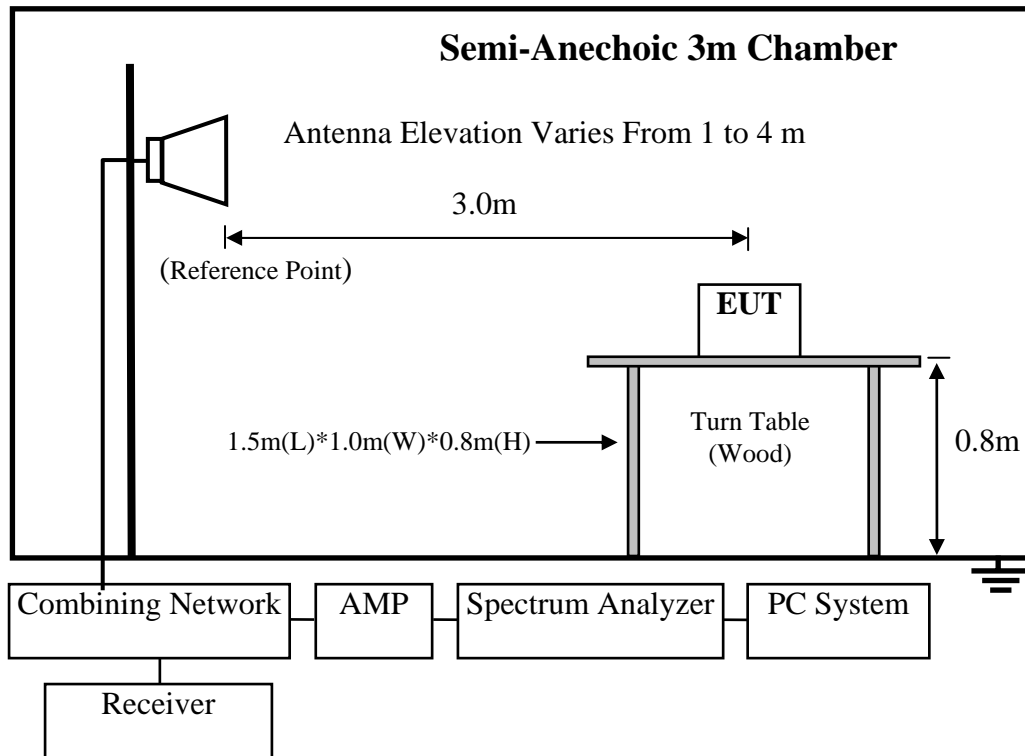 Semi-Anechoic 3m Chamber
Antenna Elevation Varies From 1 to 4 m
3.0m
(Reference Point)
EUT
1.5m(L)*1.0m(W)*0.8m(H)
Turn Table
(Wood)
0.8m
Combining Network
AMP
Spectrum Analyzer
PC System
Receiver